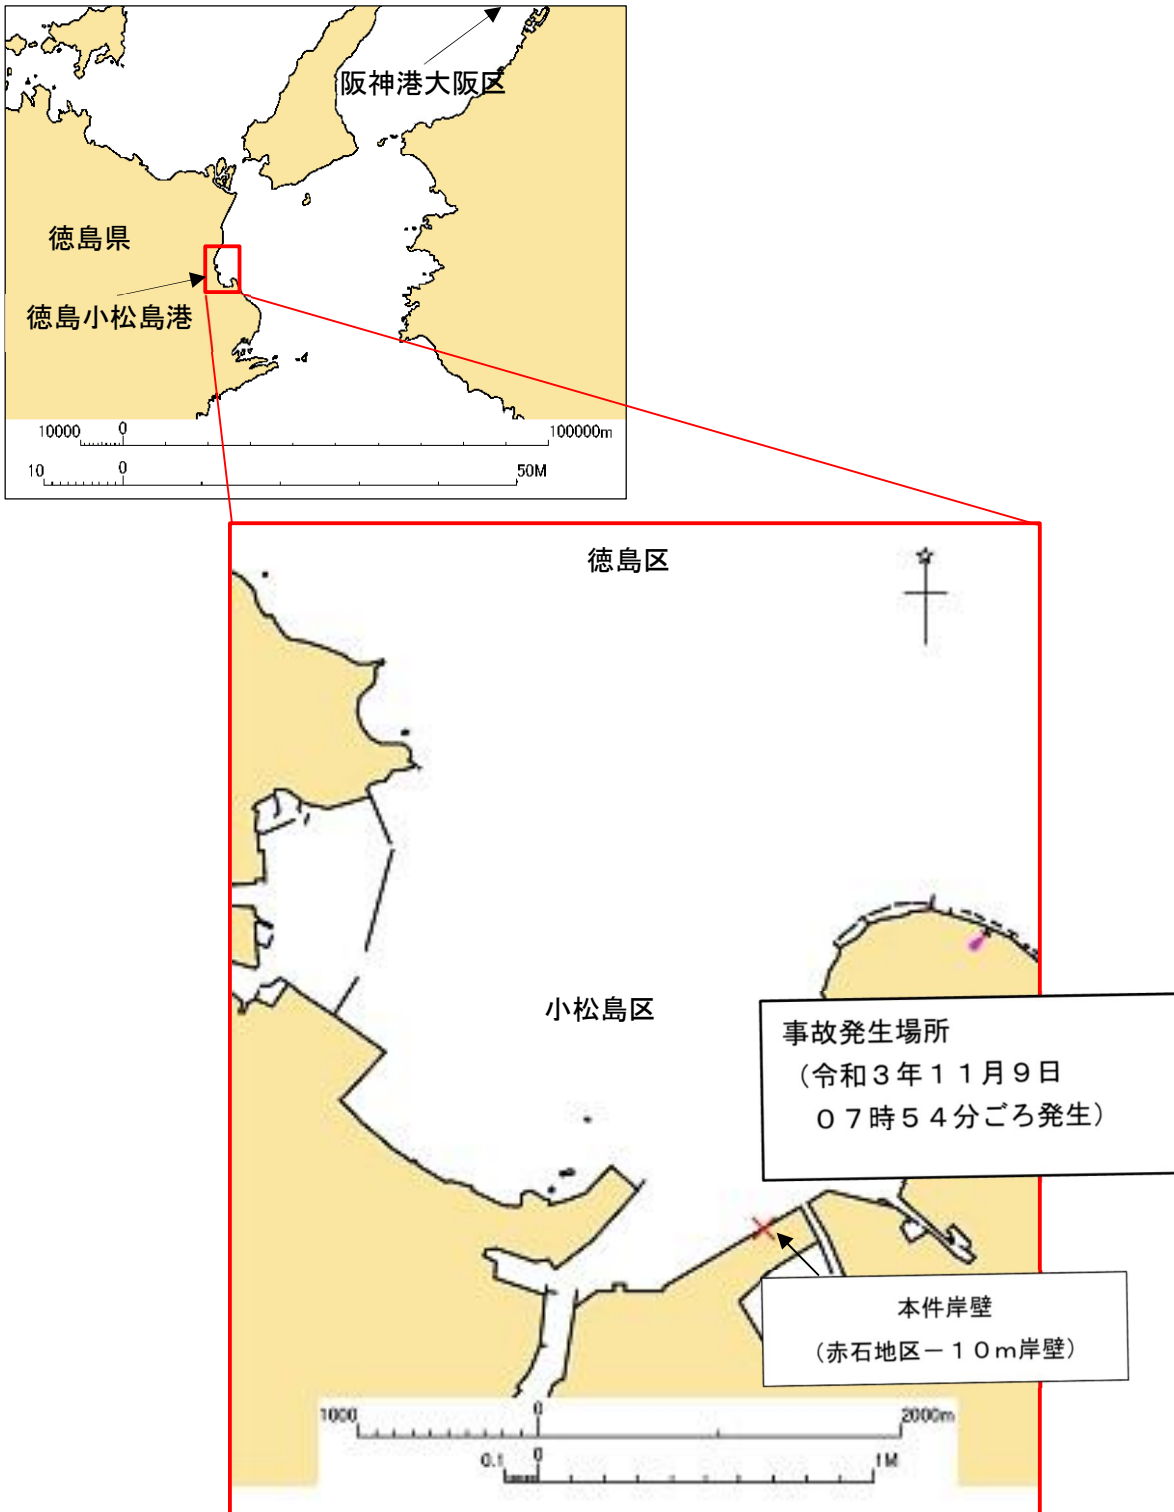 阪神港大阪区
徳島県
徳島小松島港
10000 0 100000m
10 0 50M
徳島区
小松島区
事故発生場所
（令和３年１１月９日
０７時５４分ごろ発生）
本件岸壁
（赤石地区－１０ｍ岸壁）
1000 0 2000m
0.1 0 1M